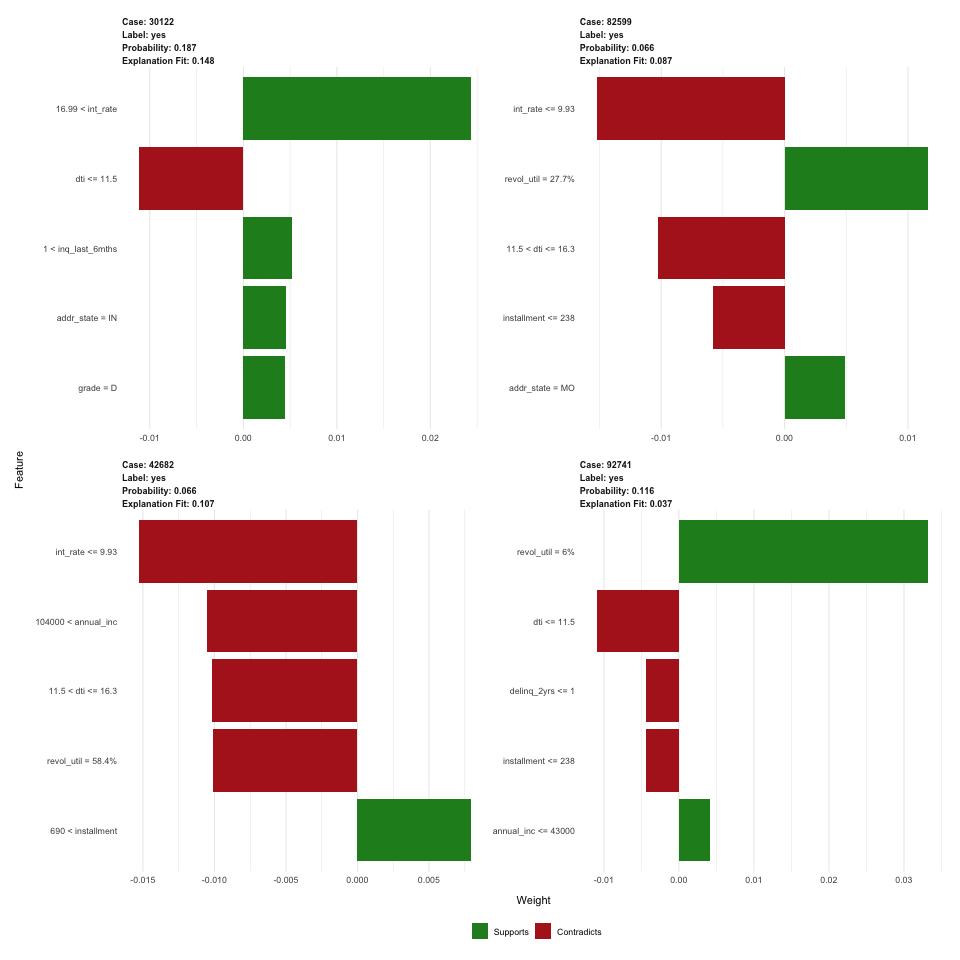 Case: 30122
Label: yes
Probability: 0.187
Explanation Fit: 0.148
16.99 < int_rate
dti <= 11.5
1 < inq_last_6mths
addr_state = IN
grade = D
-0.01 0.00 0.01 0.02
Case: 82599
Label: yes
Probability: 0.066
Explanation Fit: 0.087
int_rate <= 9.93
revol_util = 27.7%
11.5 < dti <= 16.3
installment <= 238
addr_state = MO
-0.01 0.00 0.01
Feature
Case: 42682
Label: yes
Probability: 0.066
Explanation Fit: 0.107
int_rate <= 9.93
104000 < annual_inc
11.5 < dti <= 16.3
revol_util = 58.4%
690 < installment
-0.015 -0.010 -0.005 0.000 0.005
Case: 92741
Label: yes
Probability: 0.116
Explanation Fit: 0.037
revol_util = 6%
dti <= 11.5
delinq_2yrs <= 1
installment <= 238
annual_inc <= 43000
-0.01 0.00 0.01 0.02 0.03
Weight
Supports Contradicts